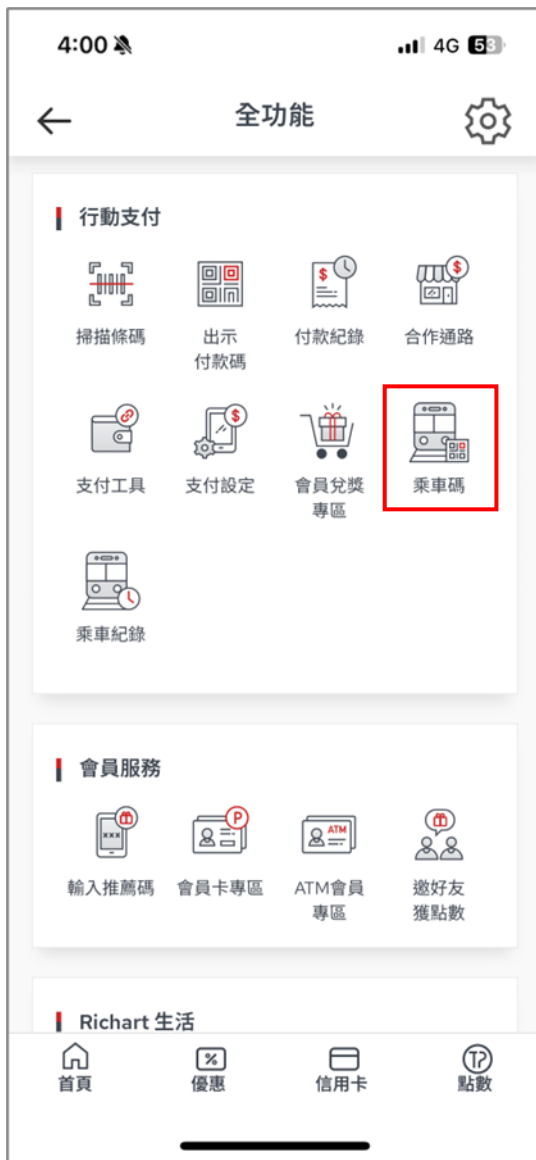 4:00
4G 53
全功能
行動支付
掃描條碼
出示
付款碼
付款紀錄
合作通路
支付工具
支付設定
會員兌獎
專區
乘車碼
乘車紀錄
會員服務
輸入推薦碼
會員卡專區
ATM
ATM會員
專區
邀好友
獲點數
Richart 生活
首頁
優惠
信用卡
點數